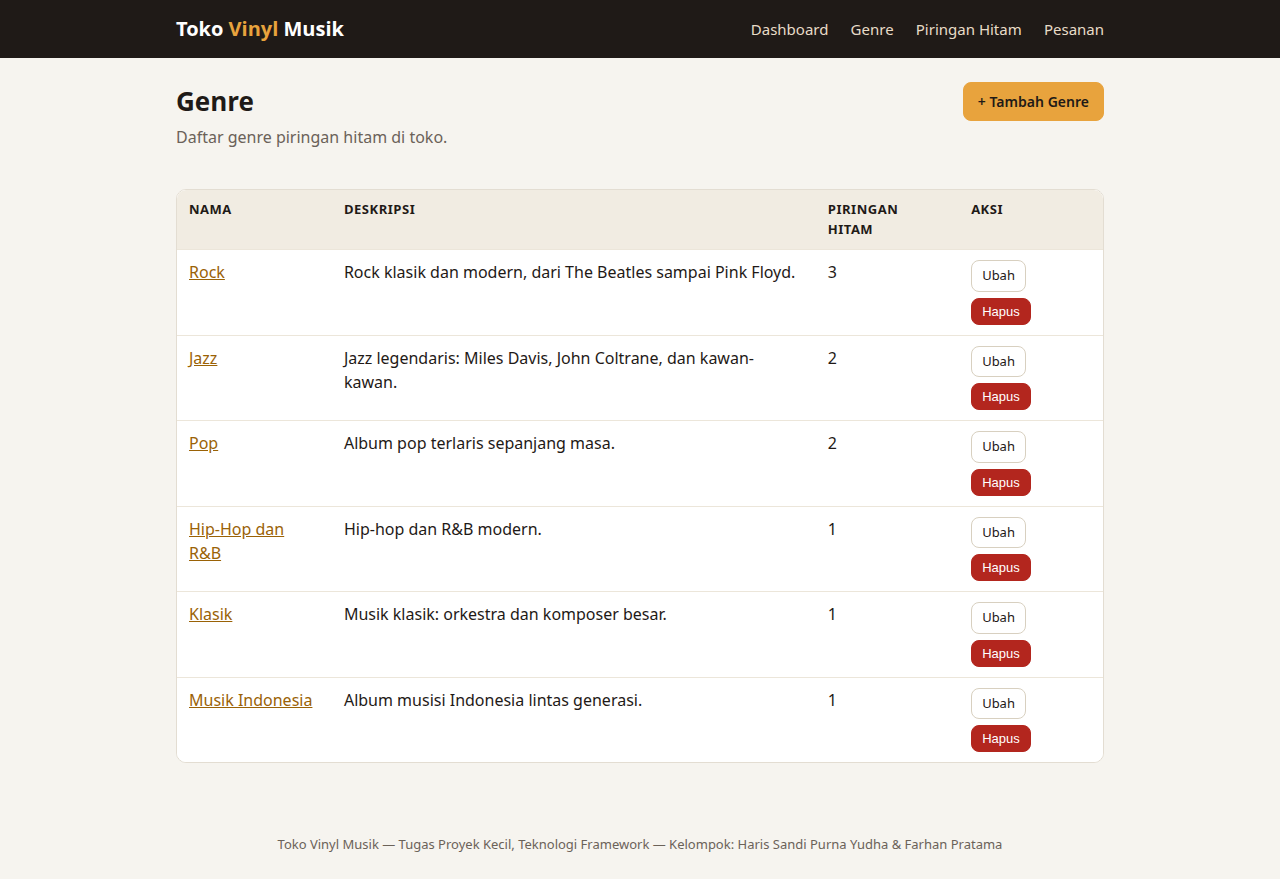 Toko Vinyl Musik
Dashboard Genre Piringan Hitam Pesanan
Genre
+ Tambah Genre
Daftar genre piringan hitam di toko.
NAMA DESKRIPSI PIRINGAN HITAM AKSI
Rock Rock klasik dan modern, dari The Beatles sampai Pink Floyd. 3 Ubah
Hapus
Jazz Jazz legendaris: Miles Davis, John Coltrane, dan kawan-
kawan. 2 Ubah
Hapus
Pop Album pop terlaris sepanjang masa. 2 Ubah
Hapus
Hip-Hop dan
R&B Hip-hop dan R&B modern. 1 Ubah
Hapus
Klasik Musik klasik: orkestra dan komposer besar. 1 Ubah
Hapus
Musik Indonesia Album musisi Indonesia lintas generasi. 1 Ubah
Hapus
Toko Vinyl Musik — Tugas Proyek Kecil, Teknologi Framework — Kelompok: Haris Sandi Purna Yudha & Farhan Pratama